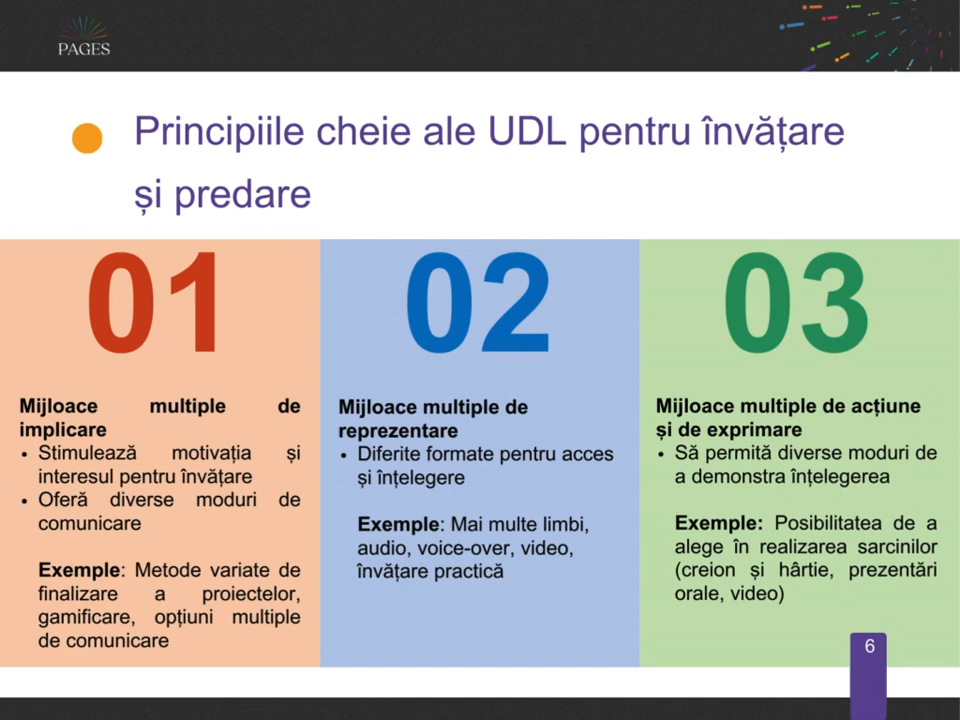 PAGES
Principiile cheie ale UDL pentru învățare
și predare
01
Mijloace multiple de
implicare
• Stimulează motivația și
interesul pentru învățare
• Oferă diverse moduri de
comunicare
Exemple: Metode variate de
finalizare a proiectelor,
gamificare, opțiuni multiple
de comunicare
02
Mijloace multiple de
reprezentare
• Diferite formate pentru acces
și înțelegere
Exemple: Mai multe limbi,
audio, voice-over, video,
învățare practică
03
Mijloace multiple de acțiune
și de exprimare
• Să permită diverse moduri de
a demonstra înțelegerea
Exemple: Posibilitatea de a
alege în realizarea sarcinilor
(creion și hârtie, prezentări
orale, video)
6